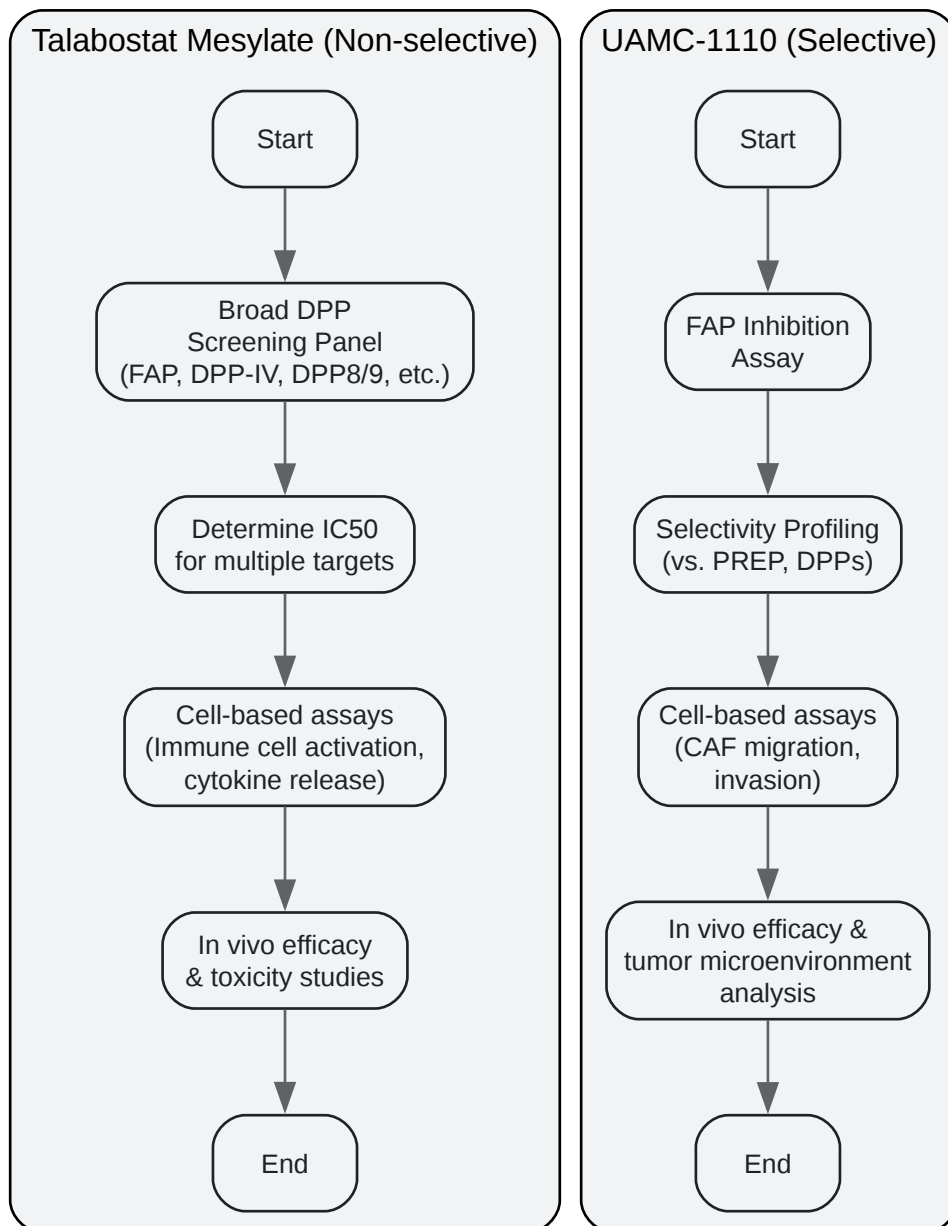 Talabostat Mesylate (Non-selective)
Start
Broad DPP
Screening Panel
(FAP, DPP-IV, DPP8/9, etc.)
Determine IC50
for multiple targets
Cell-based assays
(Immune cell activation,
cytokine release)
In vivo efficacy
& toxicity studies
End
UAMC-1110 (Selective)
Start
FAP Inhibition
Assay
Selectivity Profiling
(vs. PREP, DPPs)
Cell-based assays
(CAF migration,
invasion)
In vivo efficacy &
tumor microenvironment
analysis
End